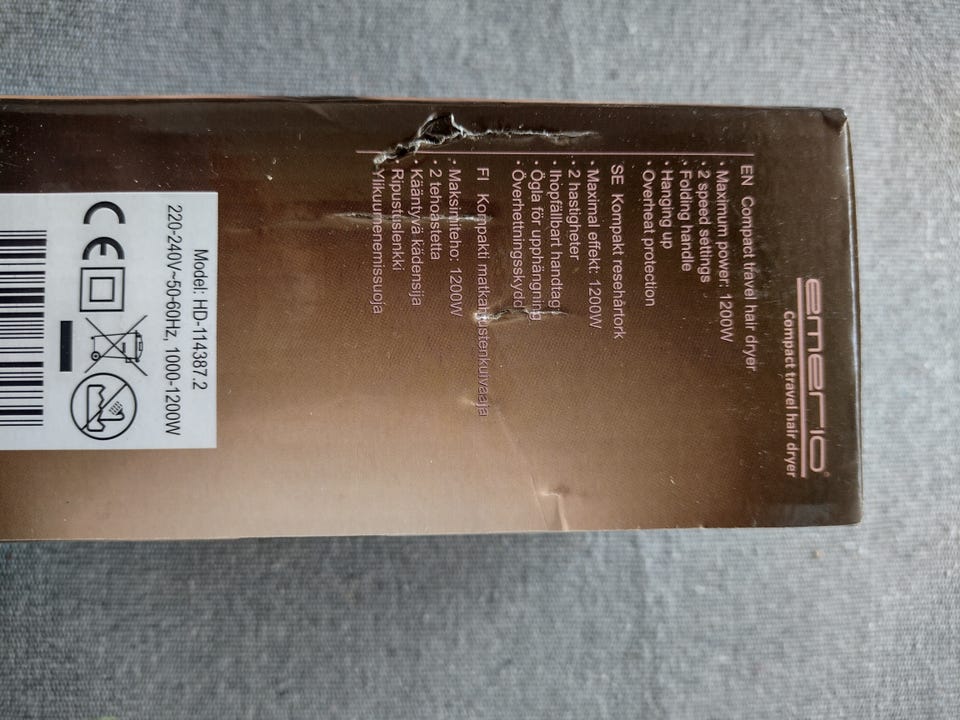 emerio®
Compact travel hair dryer
EN Compact travel hair dryer
· Maximum power: 1200W
· 2 speed settings
· Folding handle
· Hanging up
· Overheat protection
SE Kompakt resehårtork
· Maximal effekt: 1200W
· 2 hastigheter
· Ihopfällbart handtag
· Ögla för upphängning
· Överhettningsskydd
FI Kompakti matkahiustenkuivaaja
· Maksimiteho: 1200W
· 2 tehoastetta
· Kääntyvä kädensija
· Ripustuslenkki
· Ylikuumenemissuoja
Model: HD-114387.2
220-240V~50-60Hz, 1000-1200W
CE